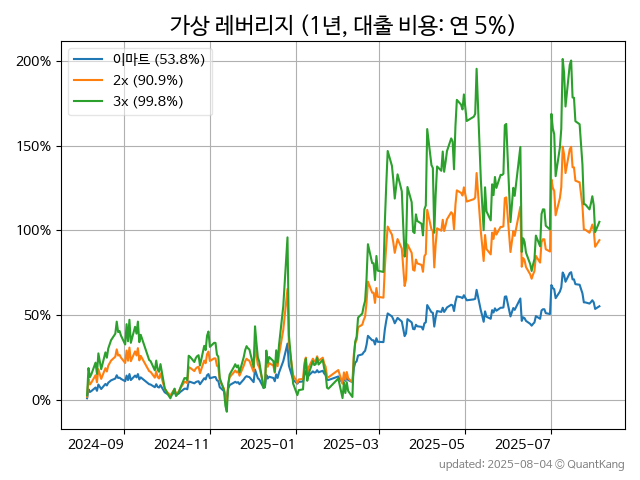 가상 레버리지 (1년, 대출 비용: 연 5%)
이마트 (53.8%)
2x (90.9%)
3x (99.8%)
200%
150%
100%
50%
0%
2024-09 2024-11 2025-01 2025-03 2025-05 2025-07
updated: 2025-08-04 © QuantKang